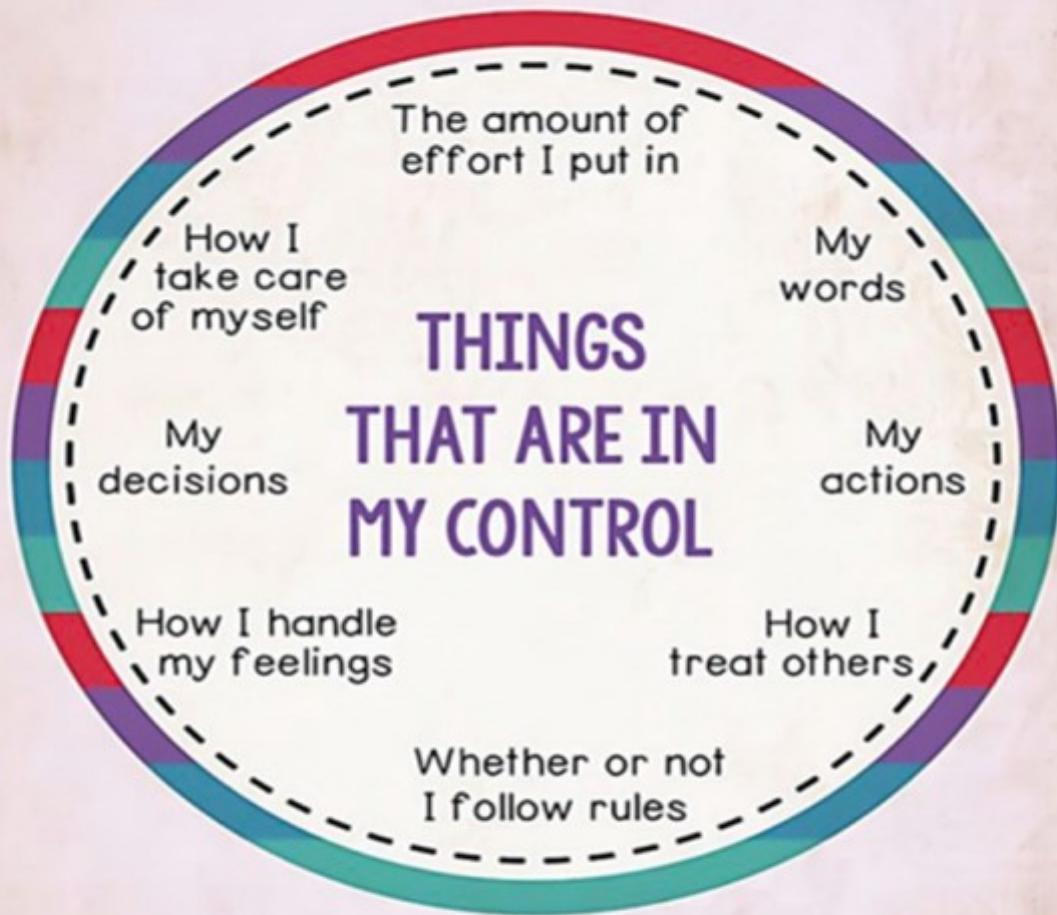 The amount of
effort I put in
How I
take care
of myself
My
words
THINGS
THAT ARE IN
MY CONTROL
My
decisions
My
actions
How I handle
my feelings
How I
treat others
Whether or not
I follow rules